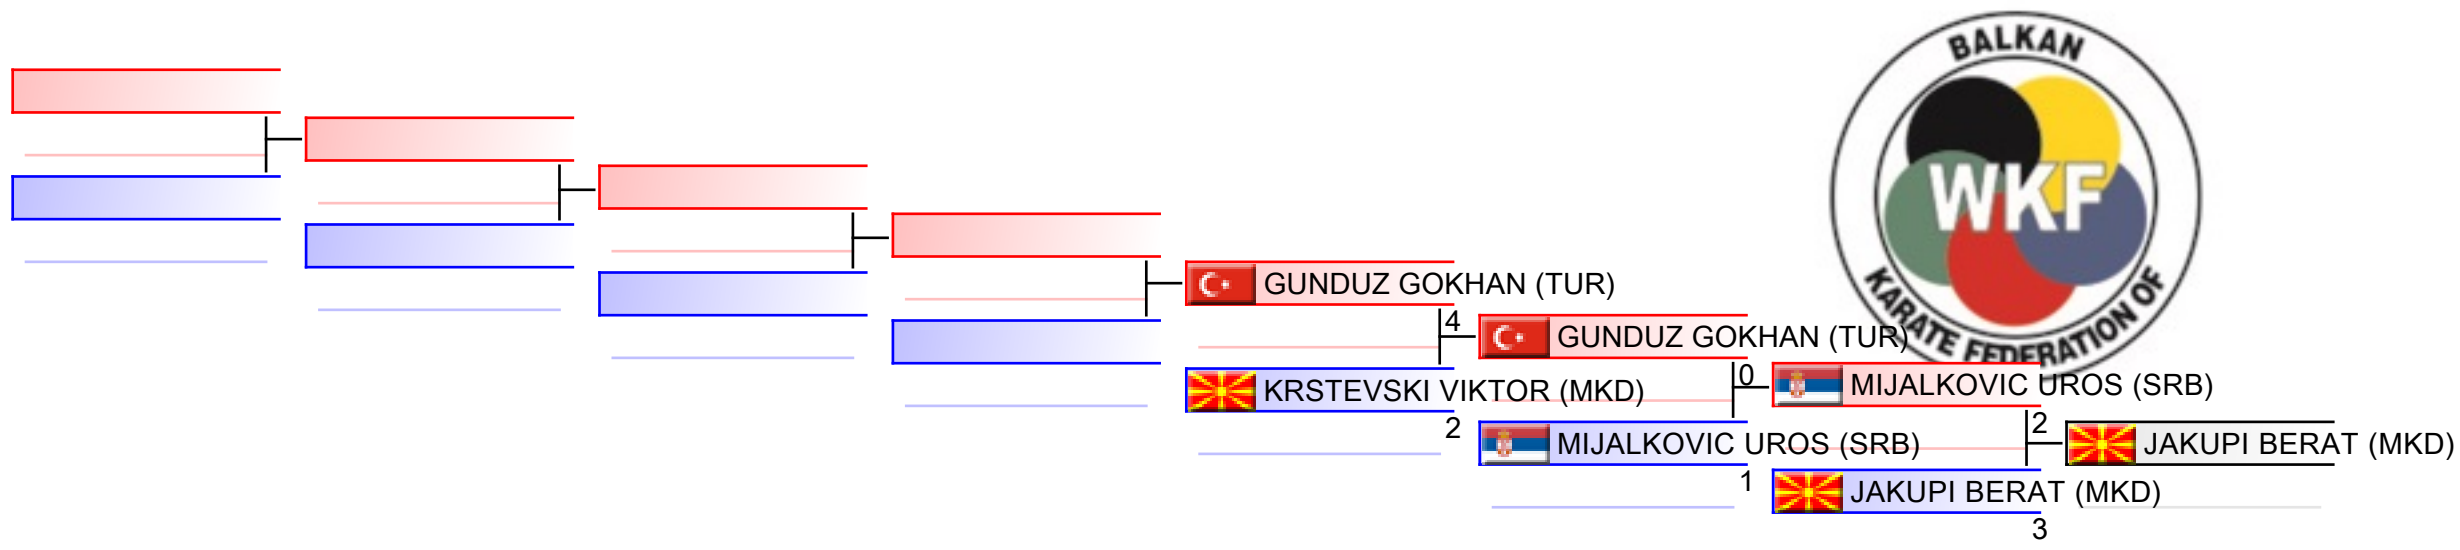 BALKAN
WKF
KARATE FEDERATION OF
GUNDUZ GOKHAN (TUR)
4
GUNDUZ GOKHAN (TUR)
KRSTEVSKI VIKTOR (MKD)
2
0
MIJALKOVIC UROS (SRB)
MIJALKOVIC UROS (SRB)
1
2
JAKUPI BERAT (MKD)
JAKUPI BERAT (MKD)
3